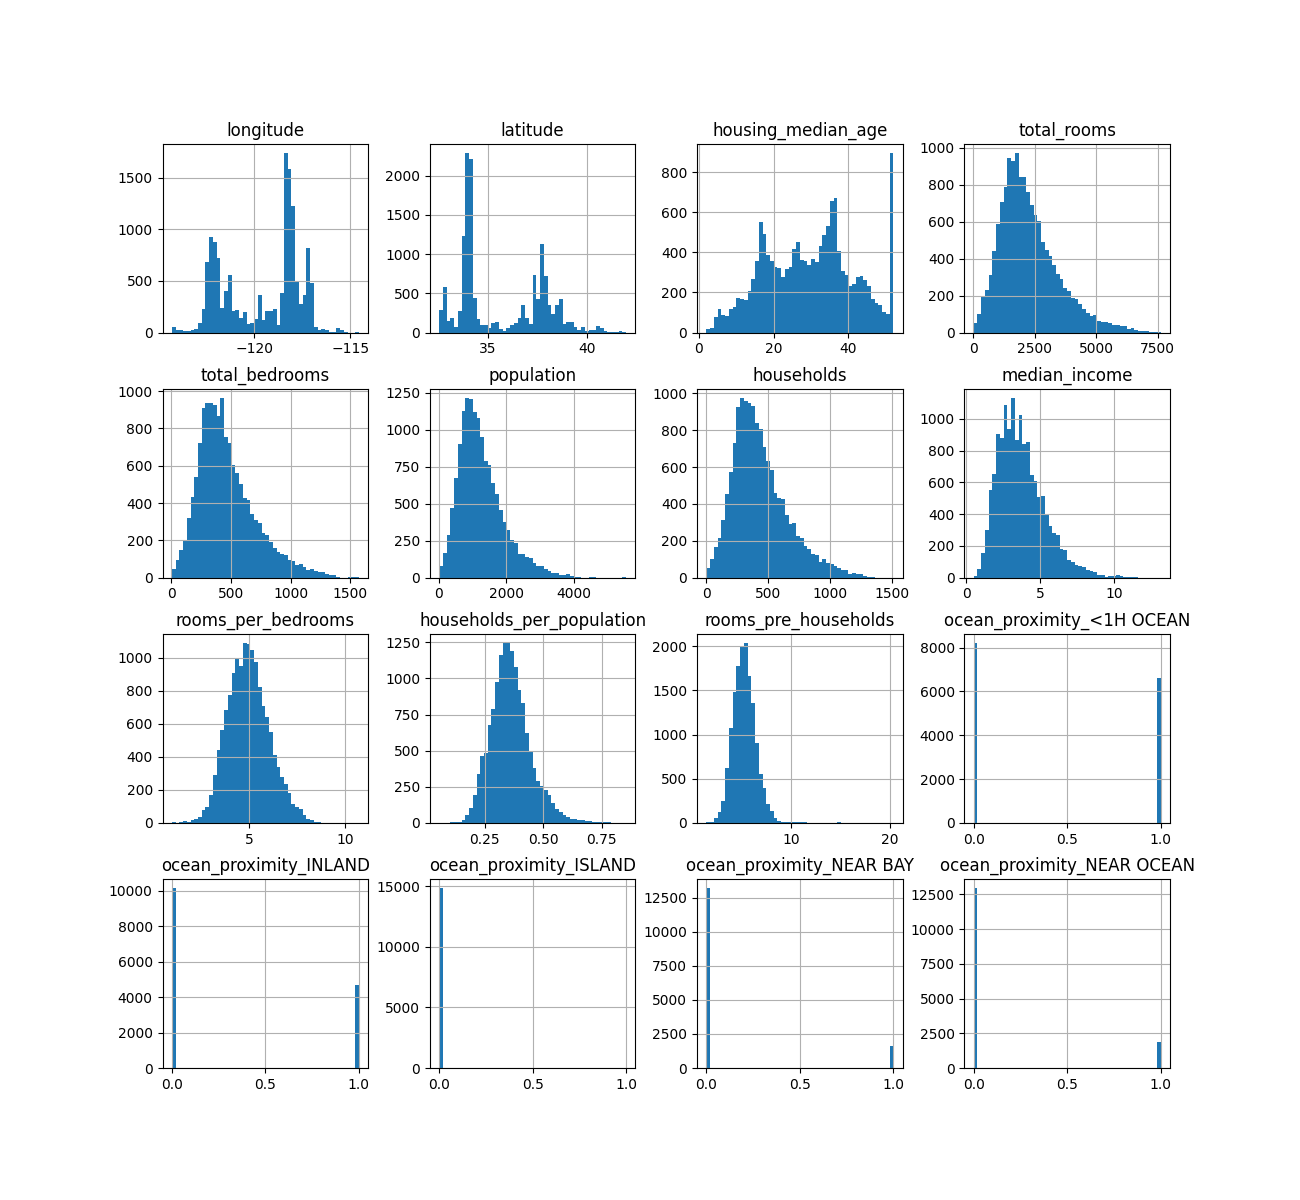 longitude latitude housing_median_age total_rooms
1500 1000 500 0
−120 −115
2000 1500 1000 500 0
35 40
800 600 400 200 0
0 20 40
1000 800 600 400 200 0
0 2500 5000 7500
total_bedrooms population households median_income
1000 800 600 400 200 0
0 500 1000 1500
1250 1000 750 500 250 0
0 2000 4000
1000 800 600 400 200 0
0 500 1000 1500
1000 800 600 400 200 0
0 5 10
rooms_per_bedrooms households_per_population rooms_pre_households ocean_proximity_<1H OCEAN
1000 800 600 400 200 0
5 10
1250 1000 750 500 250 0
0.25 0.50 0.75
2000 1500 1000 500 0
10 20
8000 6000 4000 2000 0
0.0 0.5 1.0
ocean_proximity_INLAND ocean_proximity_ISLAND ocean_proximity_NEAR BAY ocean_proximity_NEAR OCEAN
10000 8000 6000 4000 2000 0
0.0 0.5 1.0
15000 10000 5000 0
0.0 0.5 1.0
12500 10000 7500 5000 2500 0
0.0 0.5 1.0
12500 10000 7500 5000 2500 0
0.0 0.5 1.0